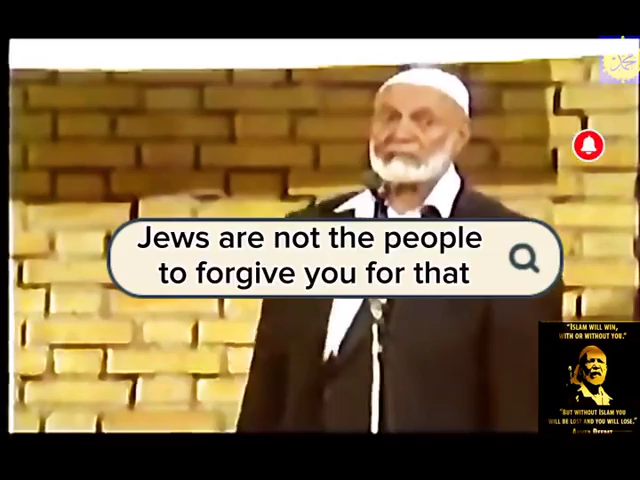 محمد
Jews are not the people
to forgive you for that
"ISLAM WILL WIN,
WITH OR WITHOUT YOU."
"BUT WITHOUT ISLAM YOU
WILL BE LOST AND YOU WILL LOSE."